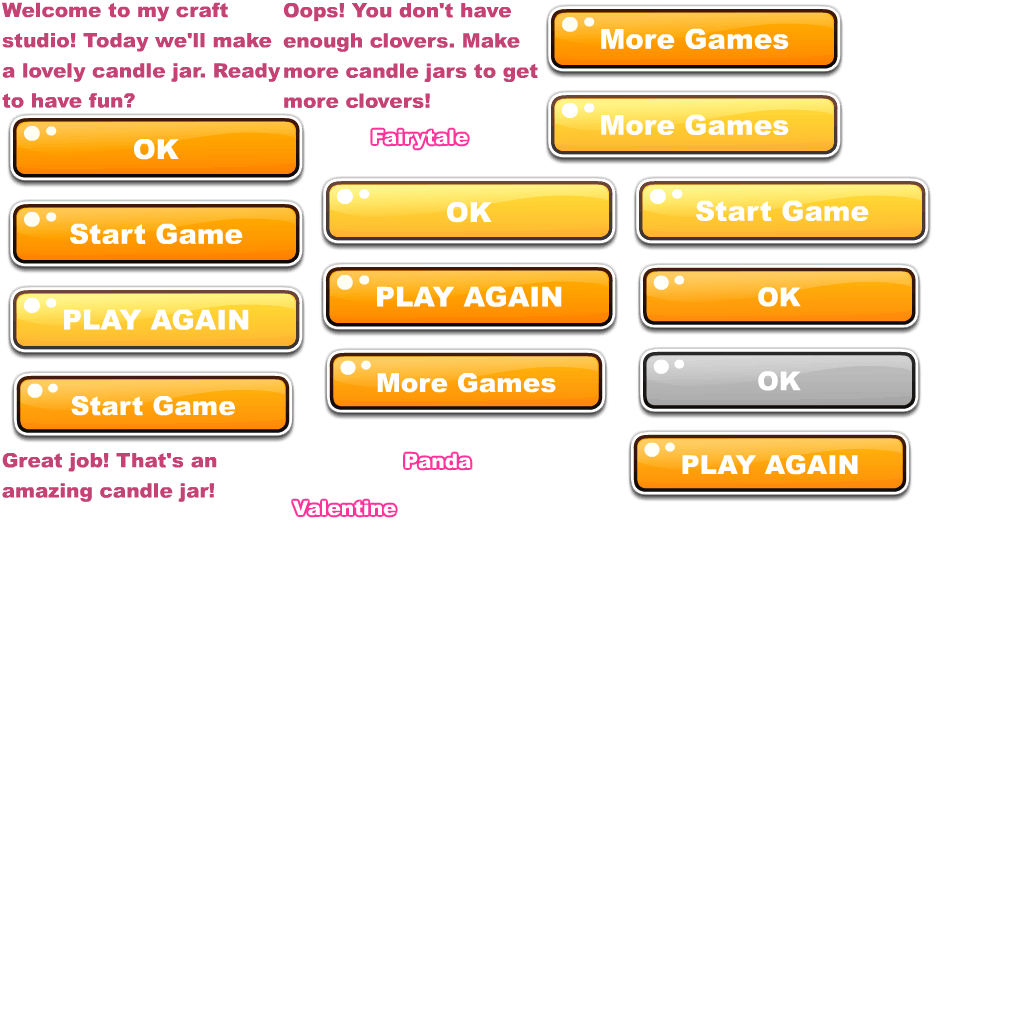 Welcome to my craft
studio! Today we'll make
a lovely candle jar. Ready
to have fun?
Oops! You don't have
enough clovers. Make
more candle jars to get
more clovers!
More Games
More Games
Fairytale
OK
OK
Start Game
Start Game
PLAY AGAIN
OK
PLAY AGAIN
More Games
OK
Start Game
Great job! That's an
amazing candle jar!
Panda
PLAY AGAIN
Valentine